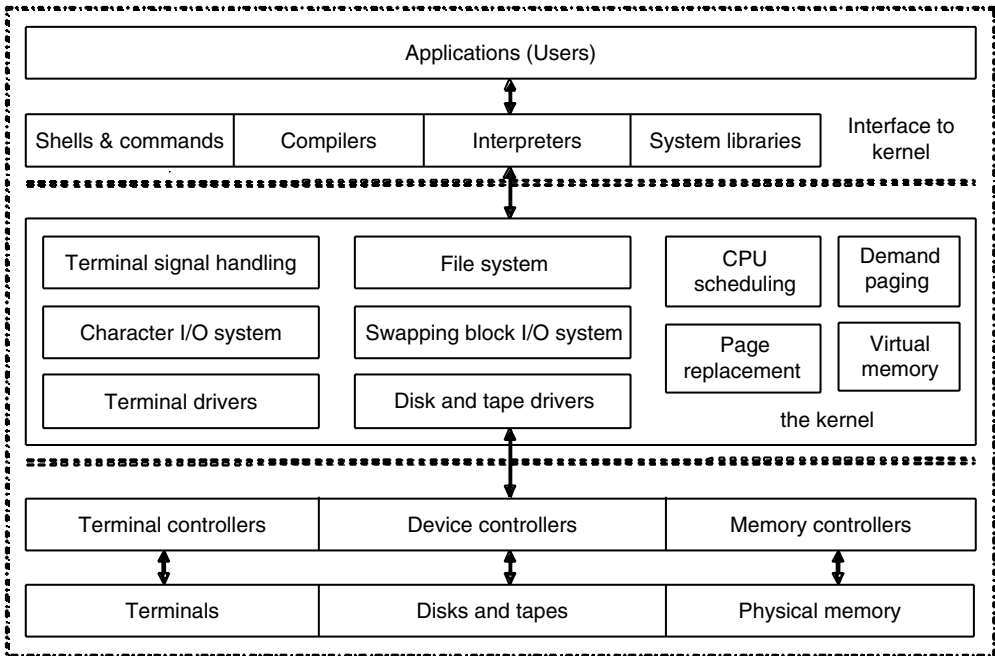 Applications (Users)
Shells & commands
Compilers
Interpreters
System libraries
Interface to
kernel
Terminal signal handling
File system
CPU
scheduling
Demand
paging
Character I/O system
Swapping block I/O system
Page
replacement
Virtual
memory
Terminal drivers
Disk and tape drivers
the kernel
Terminal controllers
Device controllers
Memory controllers
Terminals
Disks and tapes
Physical memory